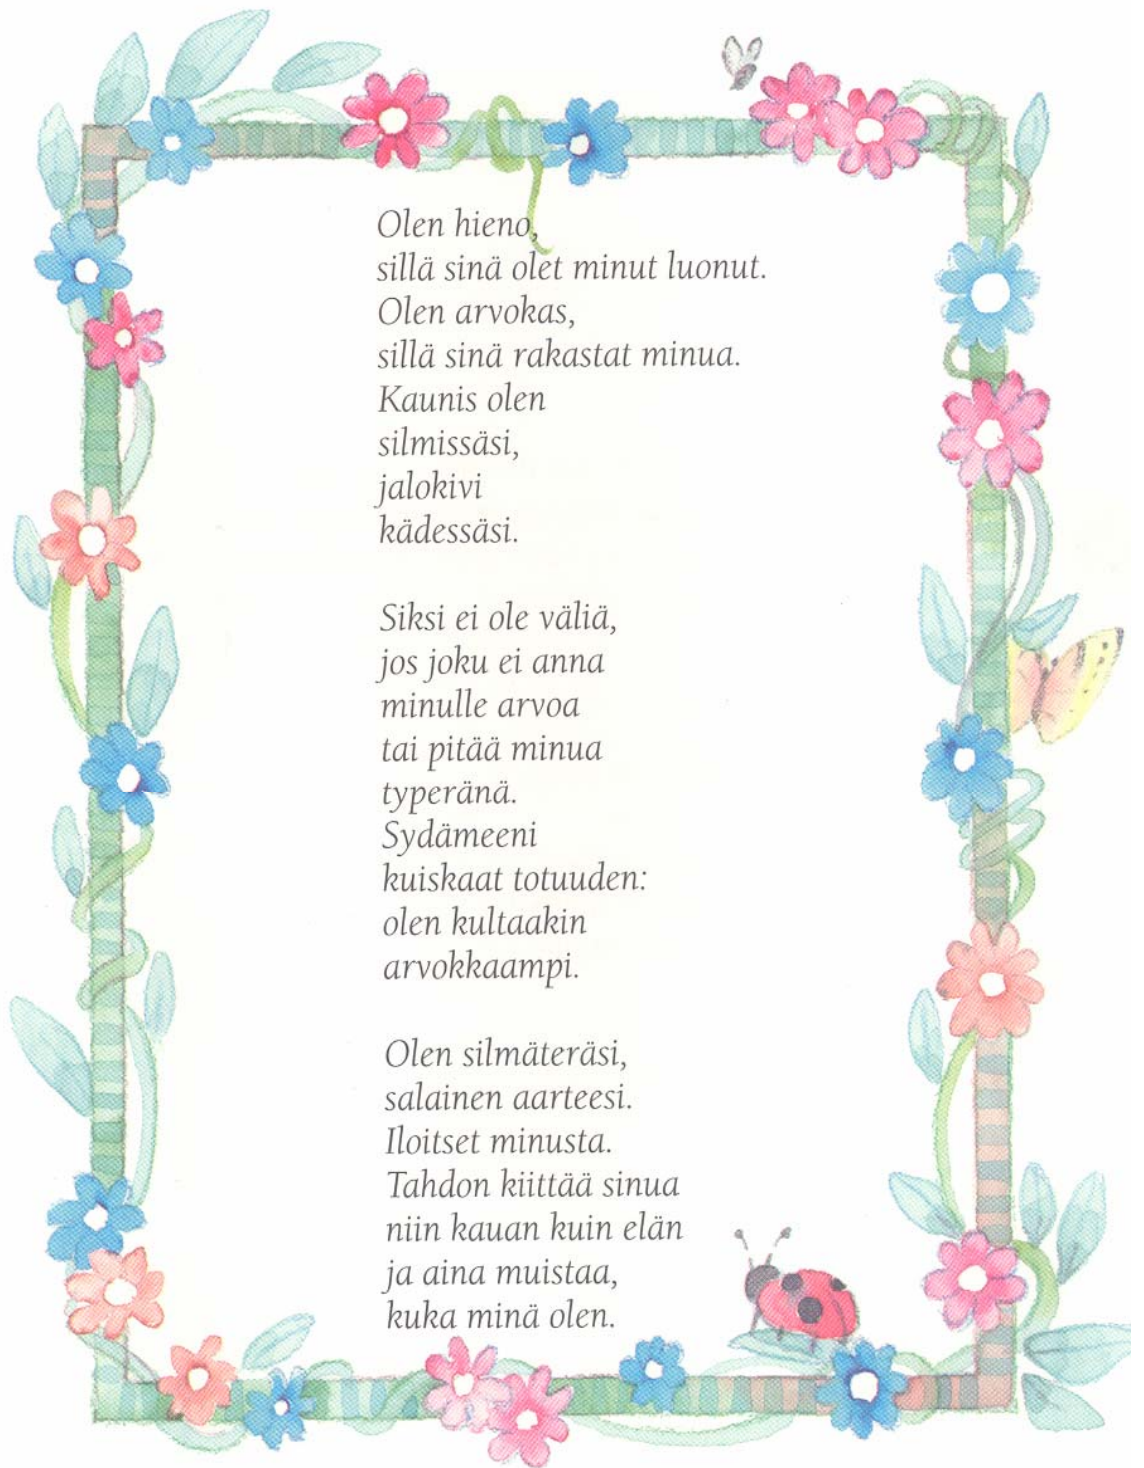 Olen hieno,
sillä sinä olet minut luonut.
Olen arvokas,
sillä sinä rakastat minua.
Kaunis olen
silmissäsi,
jalokivi
kädessäsi.
Siksi ei ole väliä,
jos joku ei anna
minulle arvoa
tai pitää minua
typeränä.
Sydämeeni
kuiskaat totuuden:
olen kultaakin
arvokkaampi.
Olen silmäteräsi,
salainen aarteesi.
Iloitset minusta.
Tahdon kiittää sinua
niin kauan kuin elän
ja aina muistaa,
kuka minä olen.